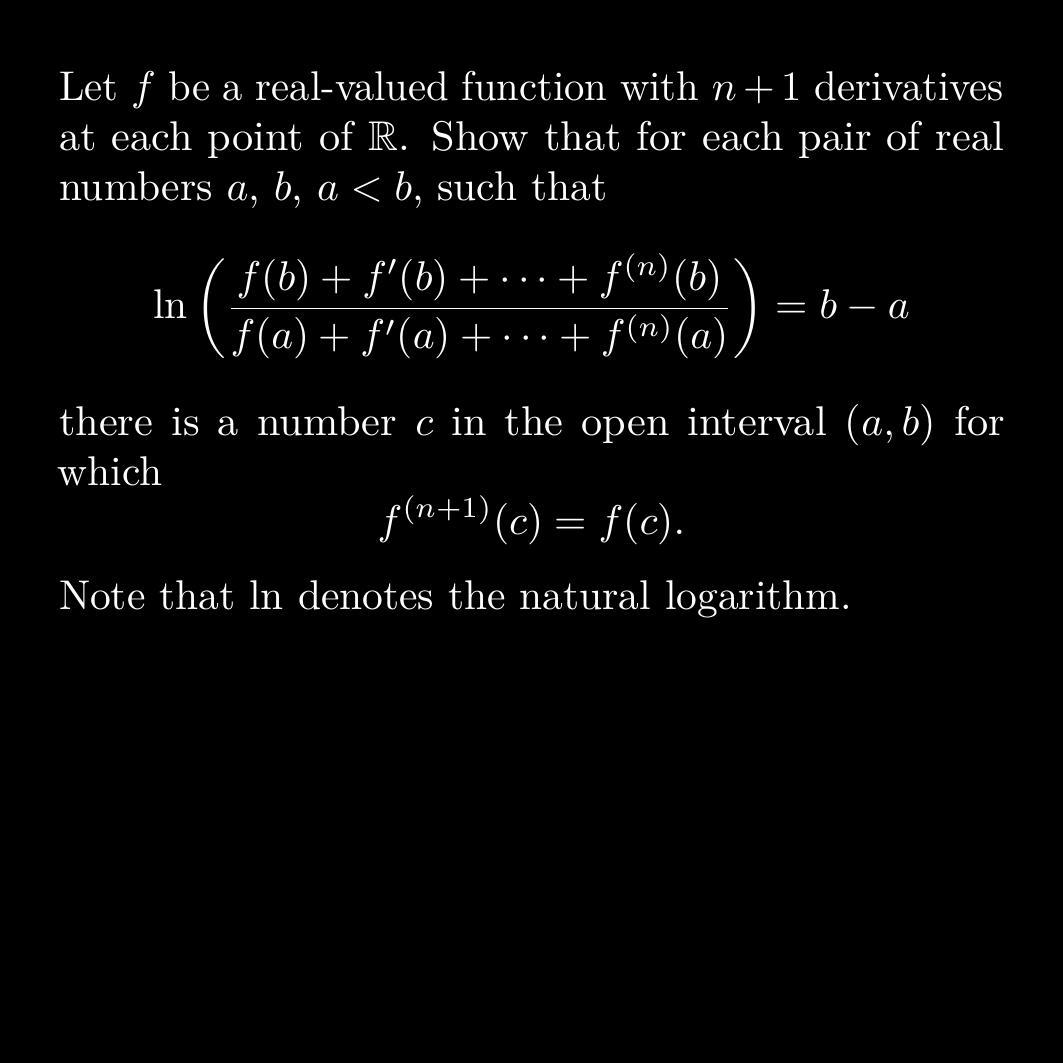 Let f be a real-valued function with n + 1 derivatives
at each point of ℝ. Show that for each pair of real
numbers a, b, a < b, such that
ln ( (f(b) + f′(b) + ⋯ + f⁽ⁿ⁾(b)) / (f(a) + f′(a) + ⋯ + f⁽ⁿ⁾(a)) ) = b − a
there is a number c in the open interval (a, b) for
which
f⁽ⁿ⁺¹⁾(c) = f(c).
Note that ln denotes the natural logarithm.